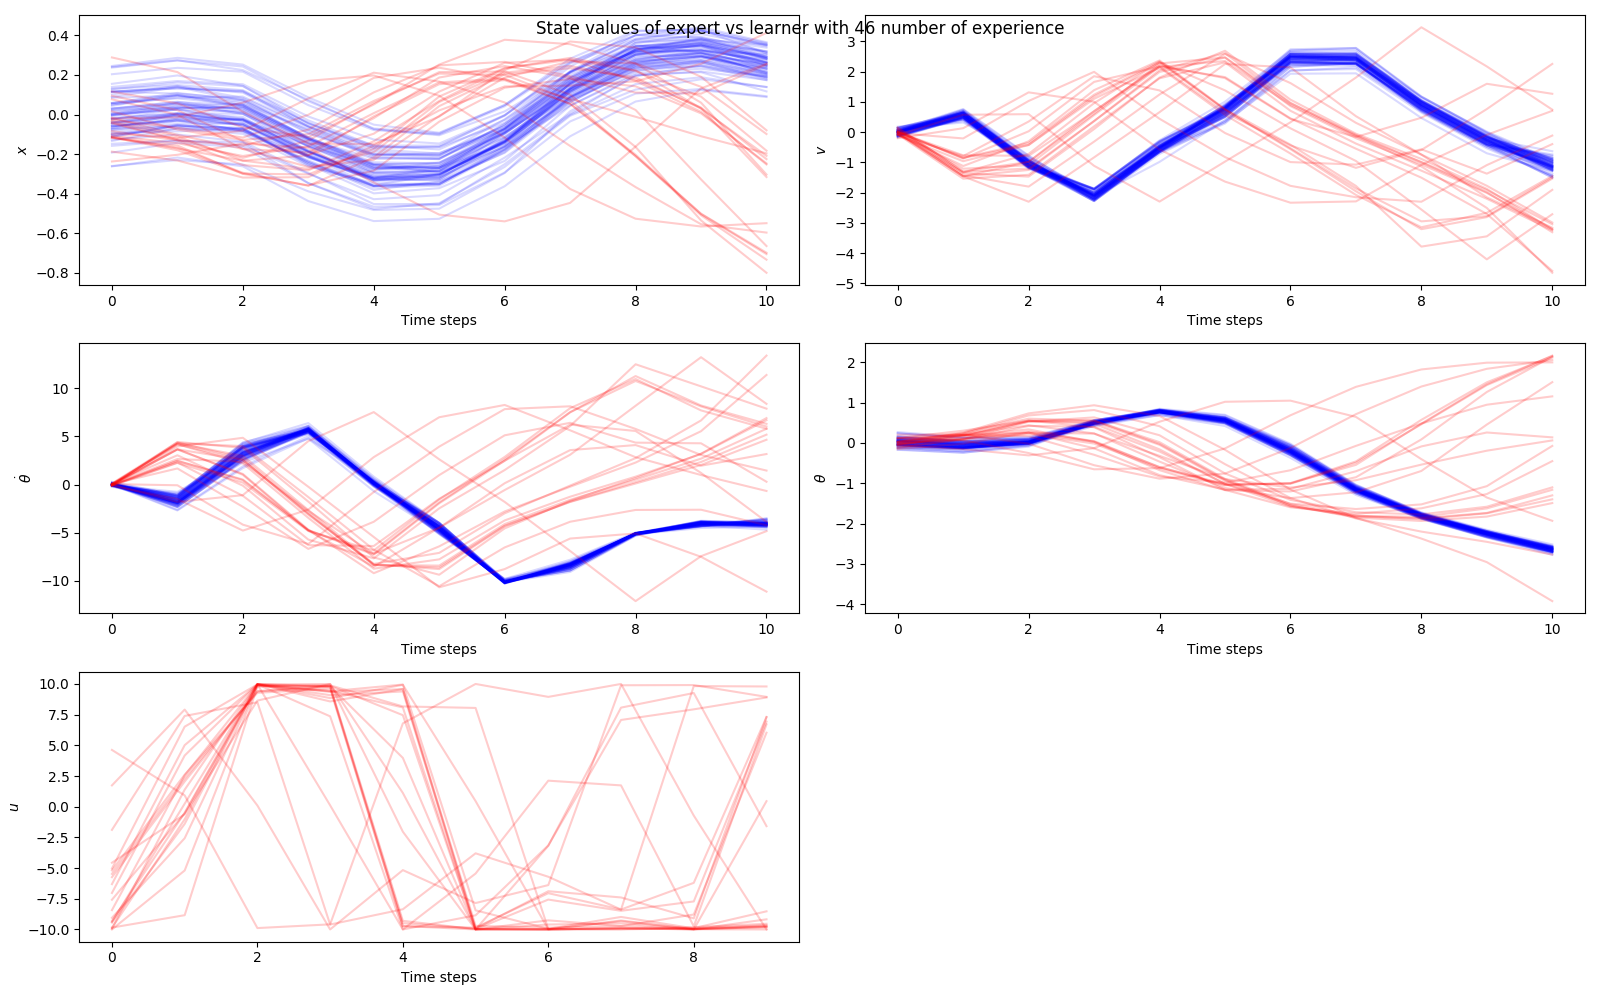 State values of expert vs learner with 46 number of experience
0.4
0.2
0.0
−0.2
−0.4
−0.6
−0.8
x
0 2 4 6 8 10
Time steps
3
2
1
0
−1
−2
−3
−4
−5
v
0 2 4 6 8 10
Time steps
10
5
0
−5
−10
θ̇
0 2 4 6 8 10
Time steps
2
1
0
−1
−2
−3
−4
θ
0 2 4 6 8 10
Time steps
10.0
7.5
5.0
2.5
0.0
−2.5
−5.0
−7.5
−10.0
u
0 2 4 6 8
Time steps